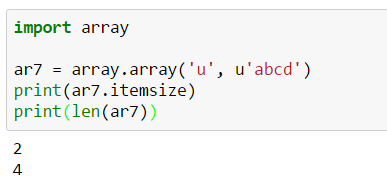 import array
ar7 = array.array('u', u'abcd')
print(ar7.itemsize)
print(len(ar7))
2
4